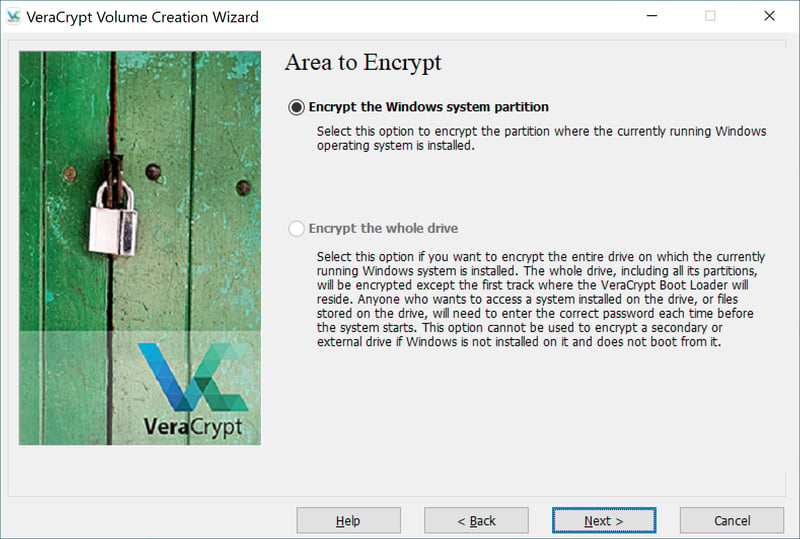 VeraCrypt Volume Creation Wizard
Area to Encrypt
Encrypt the Windows system partition
Select this option to encrypt the partition where the currently running Windows
operating system is installed.
Encrypt the whole drive
Select this option if you want to encrypt the entire drive on which the currently
running Windows system is installed. The whole drive, including all its partitions,
will be encrypted except the first track where the VeraCrypt Boot Loader will
reside. Anyone who wants to access a system installed on the drive, or files
stored on the drive, will need to enter the correct password each time before
the system starts. This option cannot be used to encrypt a secondary or
external drive if Windows is not installed on it and does not boot from it.
VeraCrypt
Help
< Back
Next >
Cancel